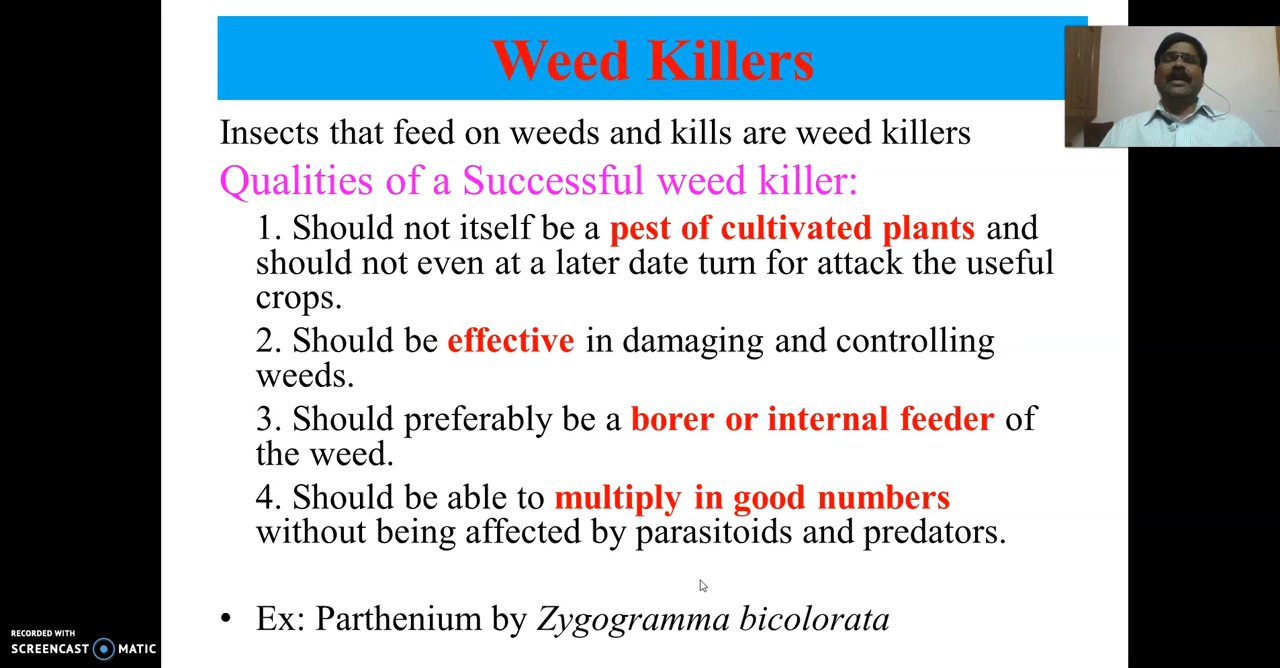 Weed Killers
Insects that feed on weeds and kills are weed killers
Qualities of a Successful weed killer:
1. Should not itself be a pest of cultivated plants and
should not even at a later date turn for attack the useful
crops.
2. Should be effective in damaging and controlling
weeds.
3. Should preferably be a borer or internal feeder of
the weed.
4. Should be able to multiply in good numbers
without being affected by parasitoids and predators.
• Ex: Parthenium by Zygogramma bicolorata
RECORDED WITH
SCREENCAST MATIC